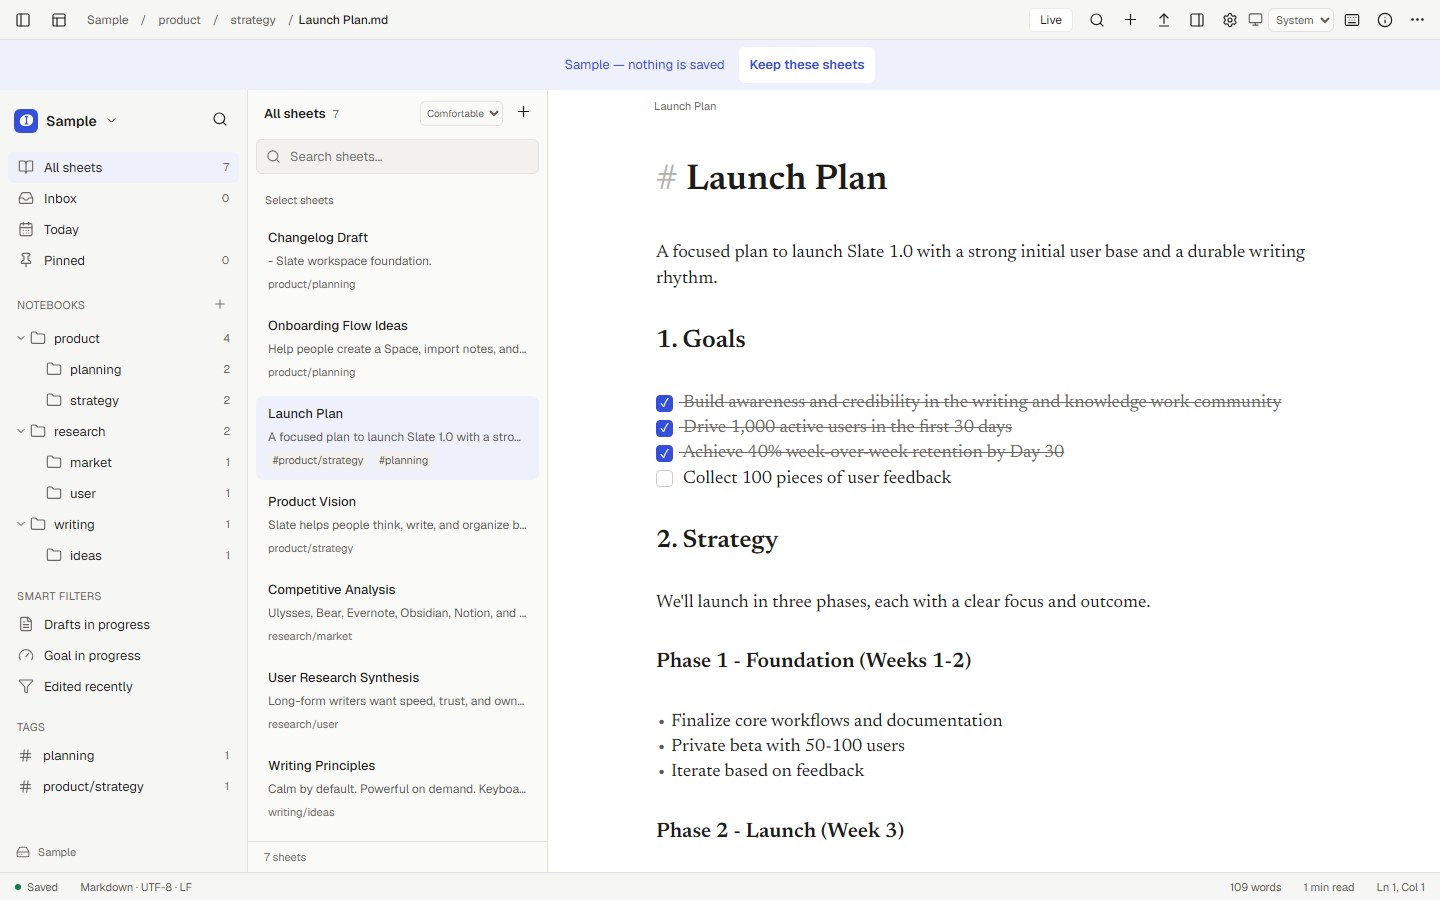 Sample / product / strategy / Launch Plan.md
Live
System
Sample — nothing is saved
Keep these sheets
Sample
All sheets 7
Inbox 0
Today
Pinned 0
NOTEBOOKS
product 4
planning 2
strategy 2
research 2
market 1
user 1
writing 1
ideas 1
SMART FILTERS
Drafts in progress
Goal in progress
Edited recently
TAGS
# planning 1
# product/strategy 1
Sample
All sheets 7
Comfortable
Search sheets...
Select sheets
Changelog Draft
- Slate workspace foundation.
product/planning
Onboarding Flow Ideas
Help people create a Space, import notes, and...
product/planning
Launch Plan
A focused plan to launch Slate 1.0 with a stro...
#product/strategy #planning
Product Vision
Slate helps people think, write, and organize b...
product/strategy
Competitive Analysis
Ulysses, Bear, Evernote, Obsidian, Notion, and ...
research/market
User Research Synthesis
Long-form writers want speed, trust, and own...
research/user
Writing Principles
Calm by default. Powerful on demand. Keyboa...
writing/ideas
7 sheets
Launch Plan
# Launch Plan
A focused plan to launch Slate 1.0 with a strong initial user base and a durable writing
rhythm.
1. Goals
Build awareness and credibility in the writing and knowledge work community
Drive 1,000 active users in the first 30 days
Achieve 40% week-over-week retention by Day 30
Collect 100 pieces of user feedback
2. Strategy
We'll launch in three phases, each with a clear focus and outcome.
Phase 1 - Foundation (Weeks 1-2)
• Finalize core workflows and documentation
• Private beta with 50-100 users
• Iterate based on feedback
Phase 2 - Launch (Week 3)
Saved
Markdown · UTF-8 · LF
109 words
1 min read
Ln 1, Col 1